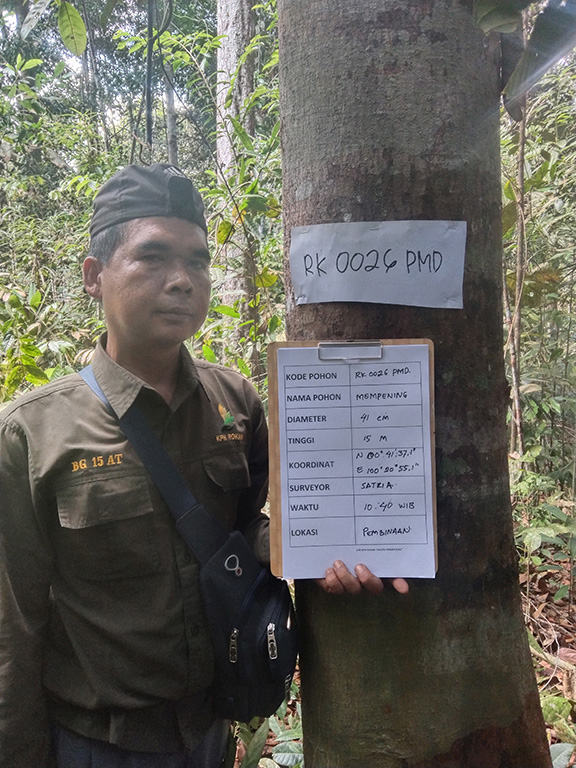 RK 0026 PMD
KODE POHON RK 0026 PMD.
NAMA POHON MEMPENING
DIAMETER 41 cm
TINGGI 15 M
KOORDINAT N 00° 41' 37,1"
E 100° 20' 55,1"
SURVEYOR SATRIA
WAKTU 10:40 WIB
LOKASI PEMBINAAN
KPH ROKAN
BG 15 AT